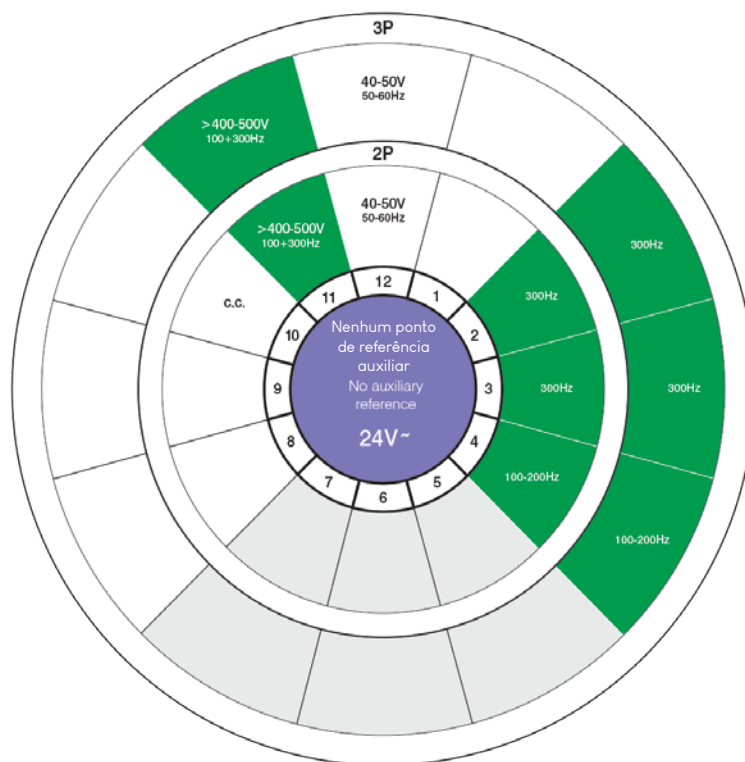 3P
40-50V
50-60Hz
>400-500V
100+300Hz
300Hz
300Hz
100-200Hz
2P
40-50V
50-60Hz
>400-500V
100+300Hz
c.c.
300Hz
300Hz
100-200Hz
12
1
2
3
4
5
6
7
8
9
10
11
Nenhum ponto
de referência
auxiliar
No auxiliary
reference
24V~